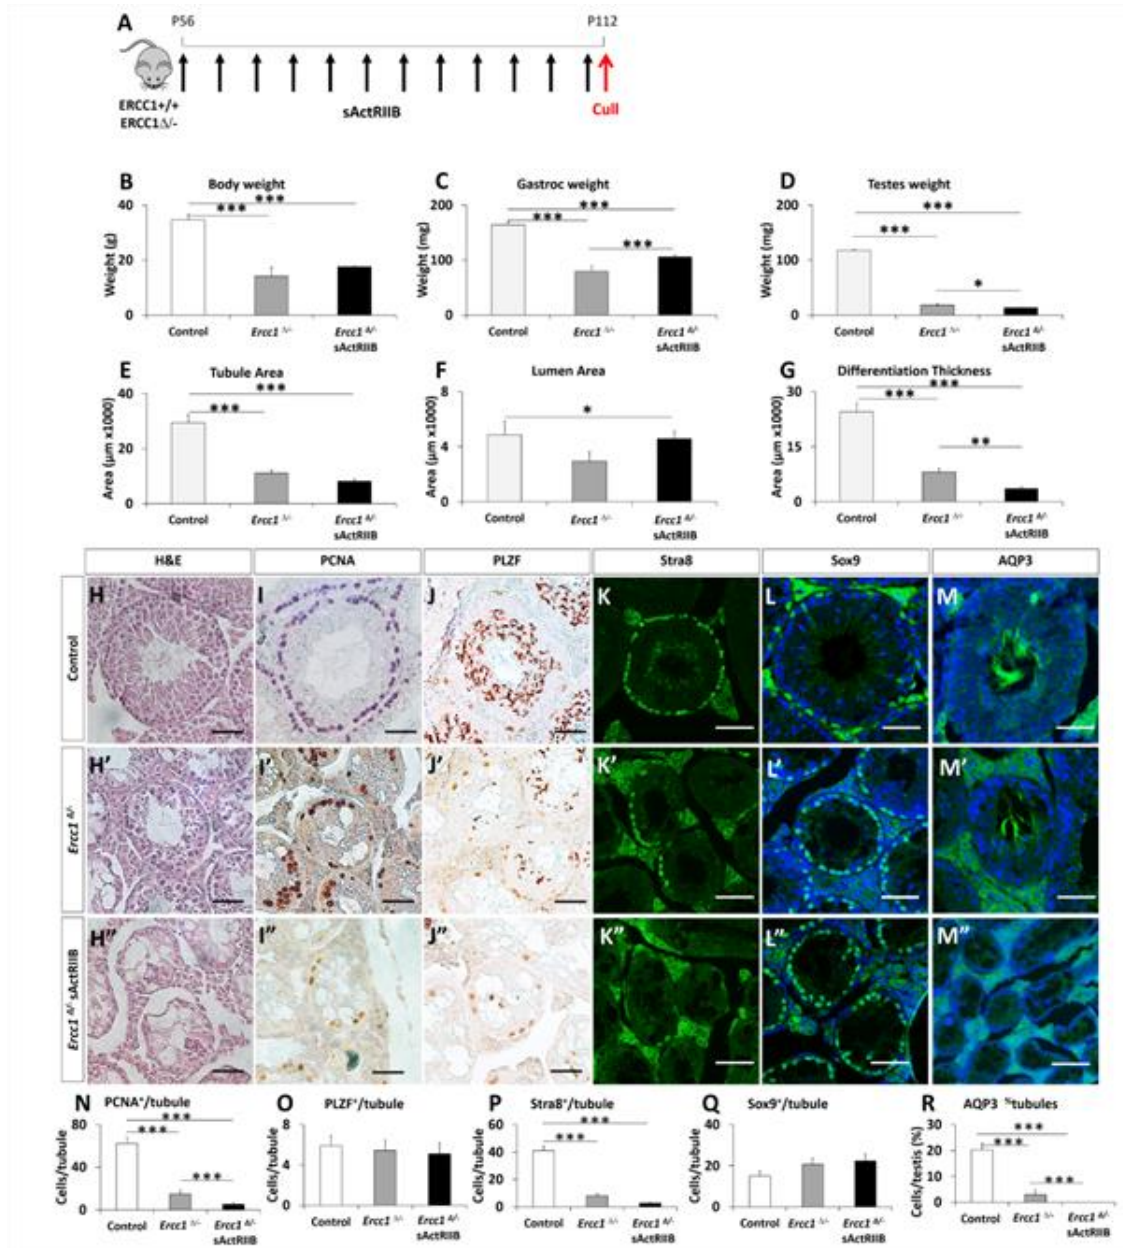 A
P56
P112
ERCC1+/+
ERCC1Δ/-
sActRIIB
Cull
B
Body weight
***
***
40
20
0
Weight (g)
Control
Ercc1 Δ/-
Ercc1 Δ/-
sActRIIB
C
Gastroc weight
***
***
***
200
100
0
Weight (mg)
Control
Ercc1 Δ/-
Ercc1 Δ/-
sActRIIB
D
Testes weight
***
***
*
200
100
0
Weight (mg)
Control
Ercc1 Δ/-
Ercc1 Δ/-
sActRIIB
E
Tubule Area
***
***
40
20
0
Area (μm x1000)
Control
Ercc1 Δ/-
Ercc1 Δ/-
sActRIIB
F
Lumen Area
*
8
4
0
Area (μm x1000)
Control
Ercc1 Δ/-
Ercc1 Δ/-
sActRIIB
G
Differentiation Thickness
***
***
**
30
15
0
Area (μm x1000)
Control
Ercc1 Δ/-
Ercc1 Δ/-
sActRIIB
H&E
PCNA
PLZF
Stra8
Sox9
AQP3
Control
H
I
J
K
L
M
Ercc1 Δ/-
H'
I'
J'
K'
L'
M'
Ercc1 Δ/- sActRIIB
H"
I"
J"
K"
L"
M"
N
PCNA+/tubule
***
***
***
80
40
0
Cells/tubule
Control
Ercc1 Δ/-
Ercc1 Δ/-
sActRIIB
O
PLZF+/tubule
8
4
0
Cells/tubule
Control
Ercc1 Δ/-
Ercc1 Δ/-
sActRIIB
P
Stra8+/tubule
***
***
60
40
20
0
Cells/tubule
Control
Ercc1 Δ/-
Ercc1 Δ/-
sActRIIB
Q
Sox9+/tubule
40
20
0
Cells/tubule
Control
Ercc1 Δ/-
Ercc1 Δ/-
sActRIIB
R
AQP3 %tubules
***
***
***
30
20
10
0
Cells/testis (%)
Control
Ercc1 Δ/-
Ercc1 Δ/-
sActRIIB